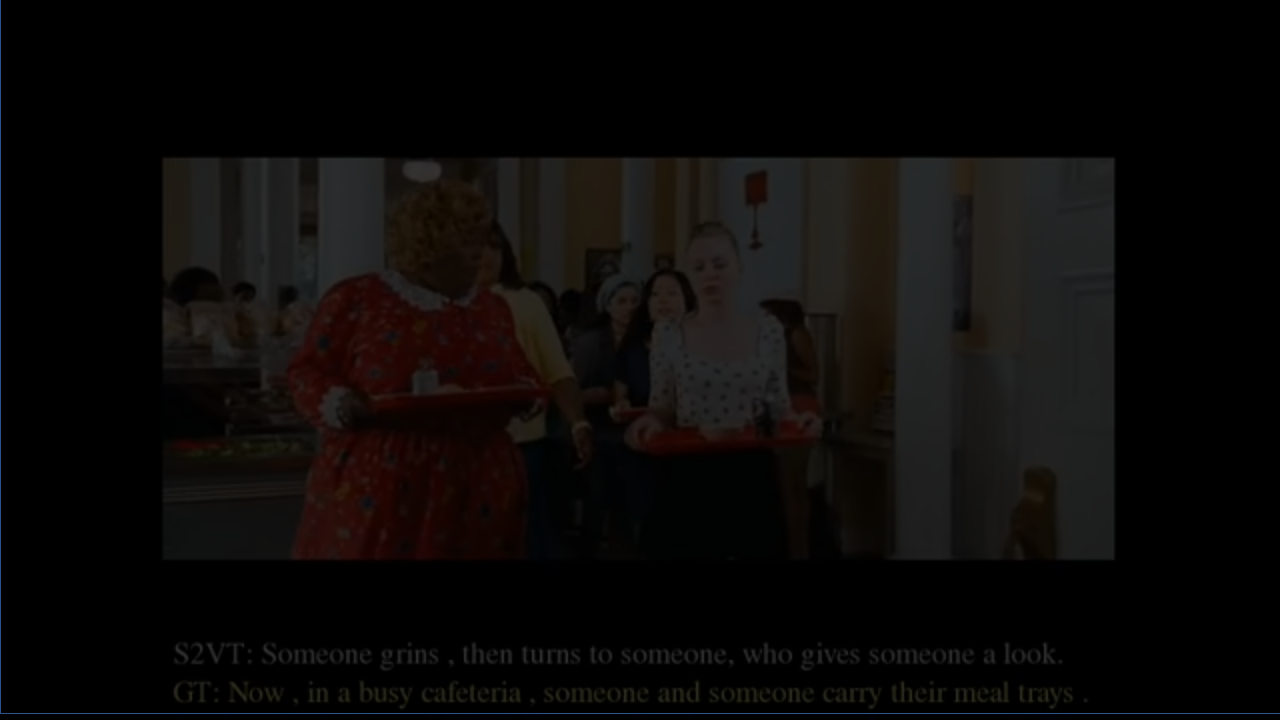 S2VT: Someone grins , then turns to someone, who gives someone a look.
GT: Now , in a busy cafeteria , someone and someone carry their meal trays .